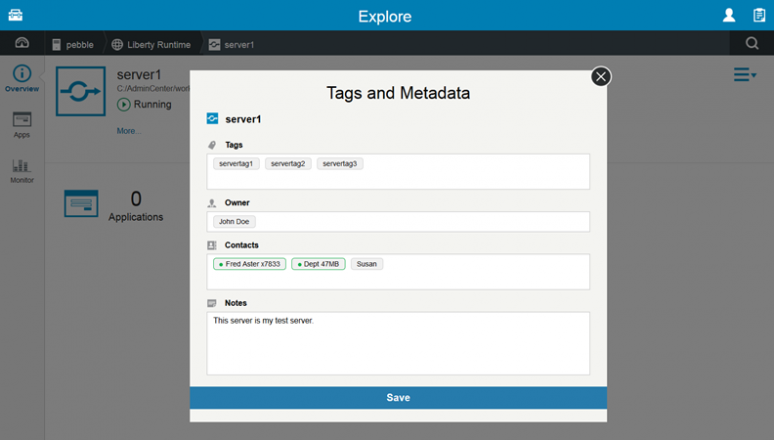 Explore
pebble
Liberty Runtime
server1
Overview
Apps
Monitor
server1
C:/AdminCenter/work
Running
More...
0
Applications
Tags and Metadata
server1
Tags
servertag1 servertag2 servertag3
Owner
John Doe
Contacts
Fred Aster x7833 Dept 47MB Susan
Notes
This server is my test server.
Save